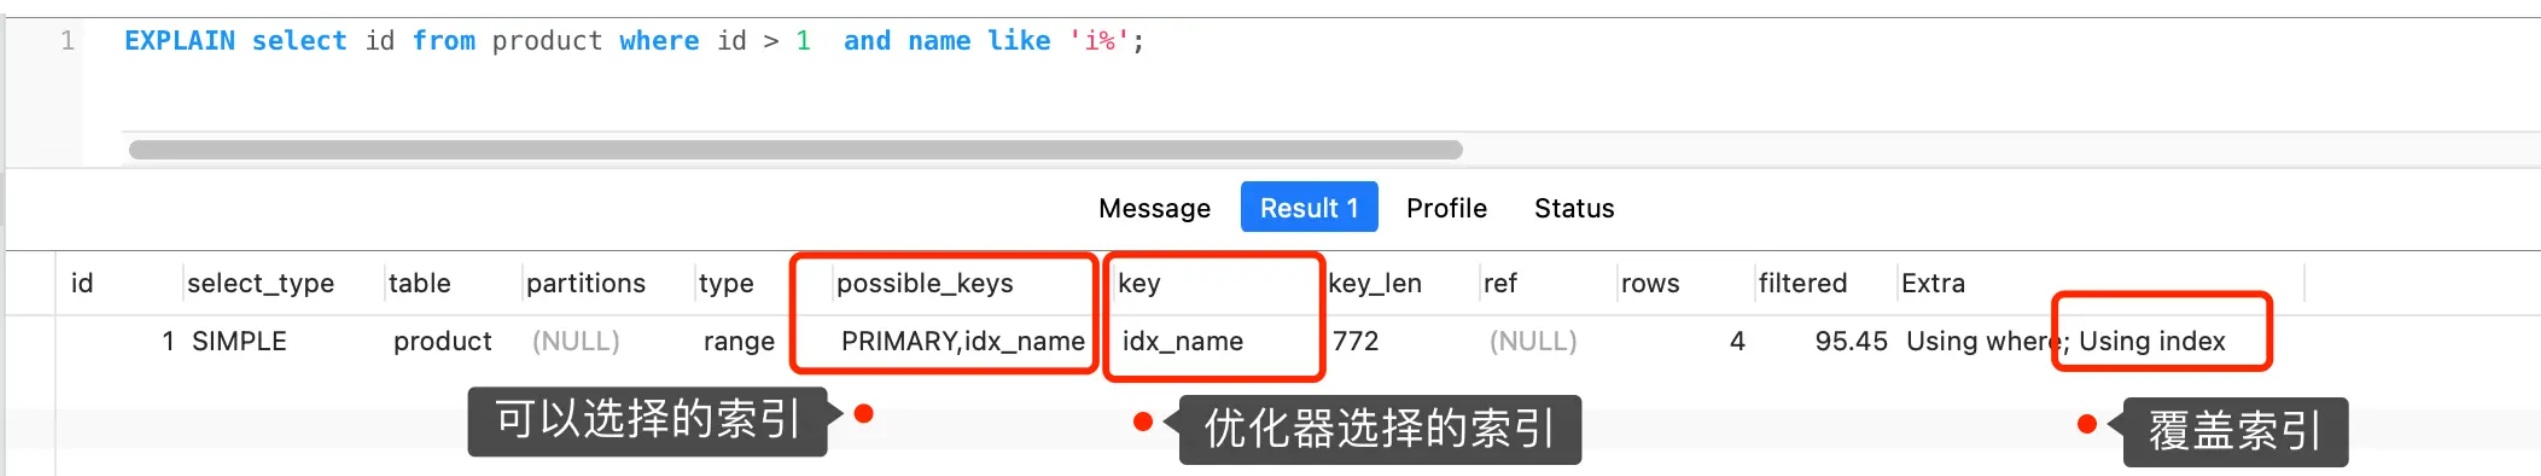 1 EXPLAIN select id from product where id > 1  and name like 'i%';
Message Result 1 Profile Status
id select_type table partitions type possible_keys key key_len ref rows filtered Extra
1 SIMPLE product (NULL) range PRIMARY,idx_name idx_name 772 (NULL) 4 95.45 Using where; Using index
可以选择的索引 优化器选择的索引 覆盖索引